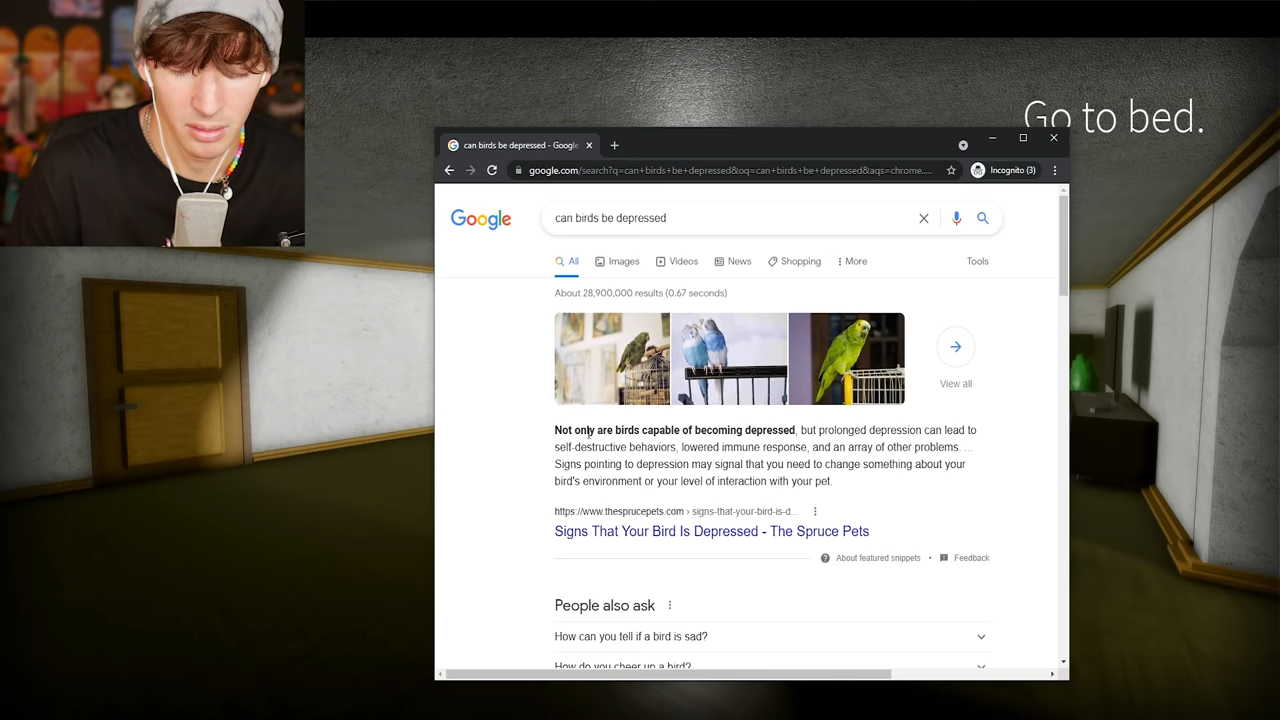 Go to bed.
can birds be depressed - Google
google.com/search?q=can+birds+be+depressed&oq=can+birds+be+depressed&aqs=chrome.... Incognito (3)
Google can birds be depressed
All Images Videos News Shopping More Tools
About 28,900,000 results (0.67 seconds)
View all
Not only are birds capable of becoming depressed, but prolonged depression can lead to
self-destructive behaviors, lowered immune response, and an array of other problems. ...
Signs pointing to depression may signal that you need to change something about your
bird's environment or your level of interaction with your pet.
https://www.thesprucepets.com › signs-that-your-bird-is-d...
Signs That Your Bird Is Depressed - The Spruce Pets
About featured snippets • Feedback
People also ask
How can you tell if a bird is sad?
How do you cheer up a bird?